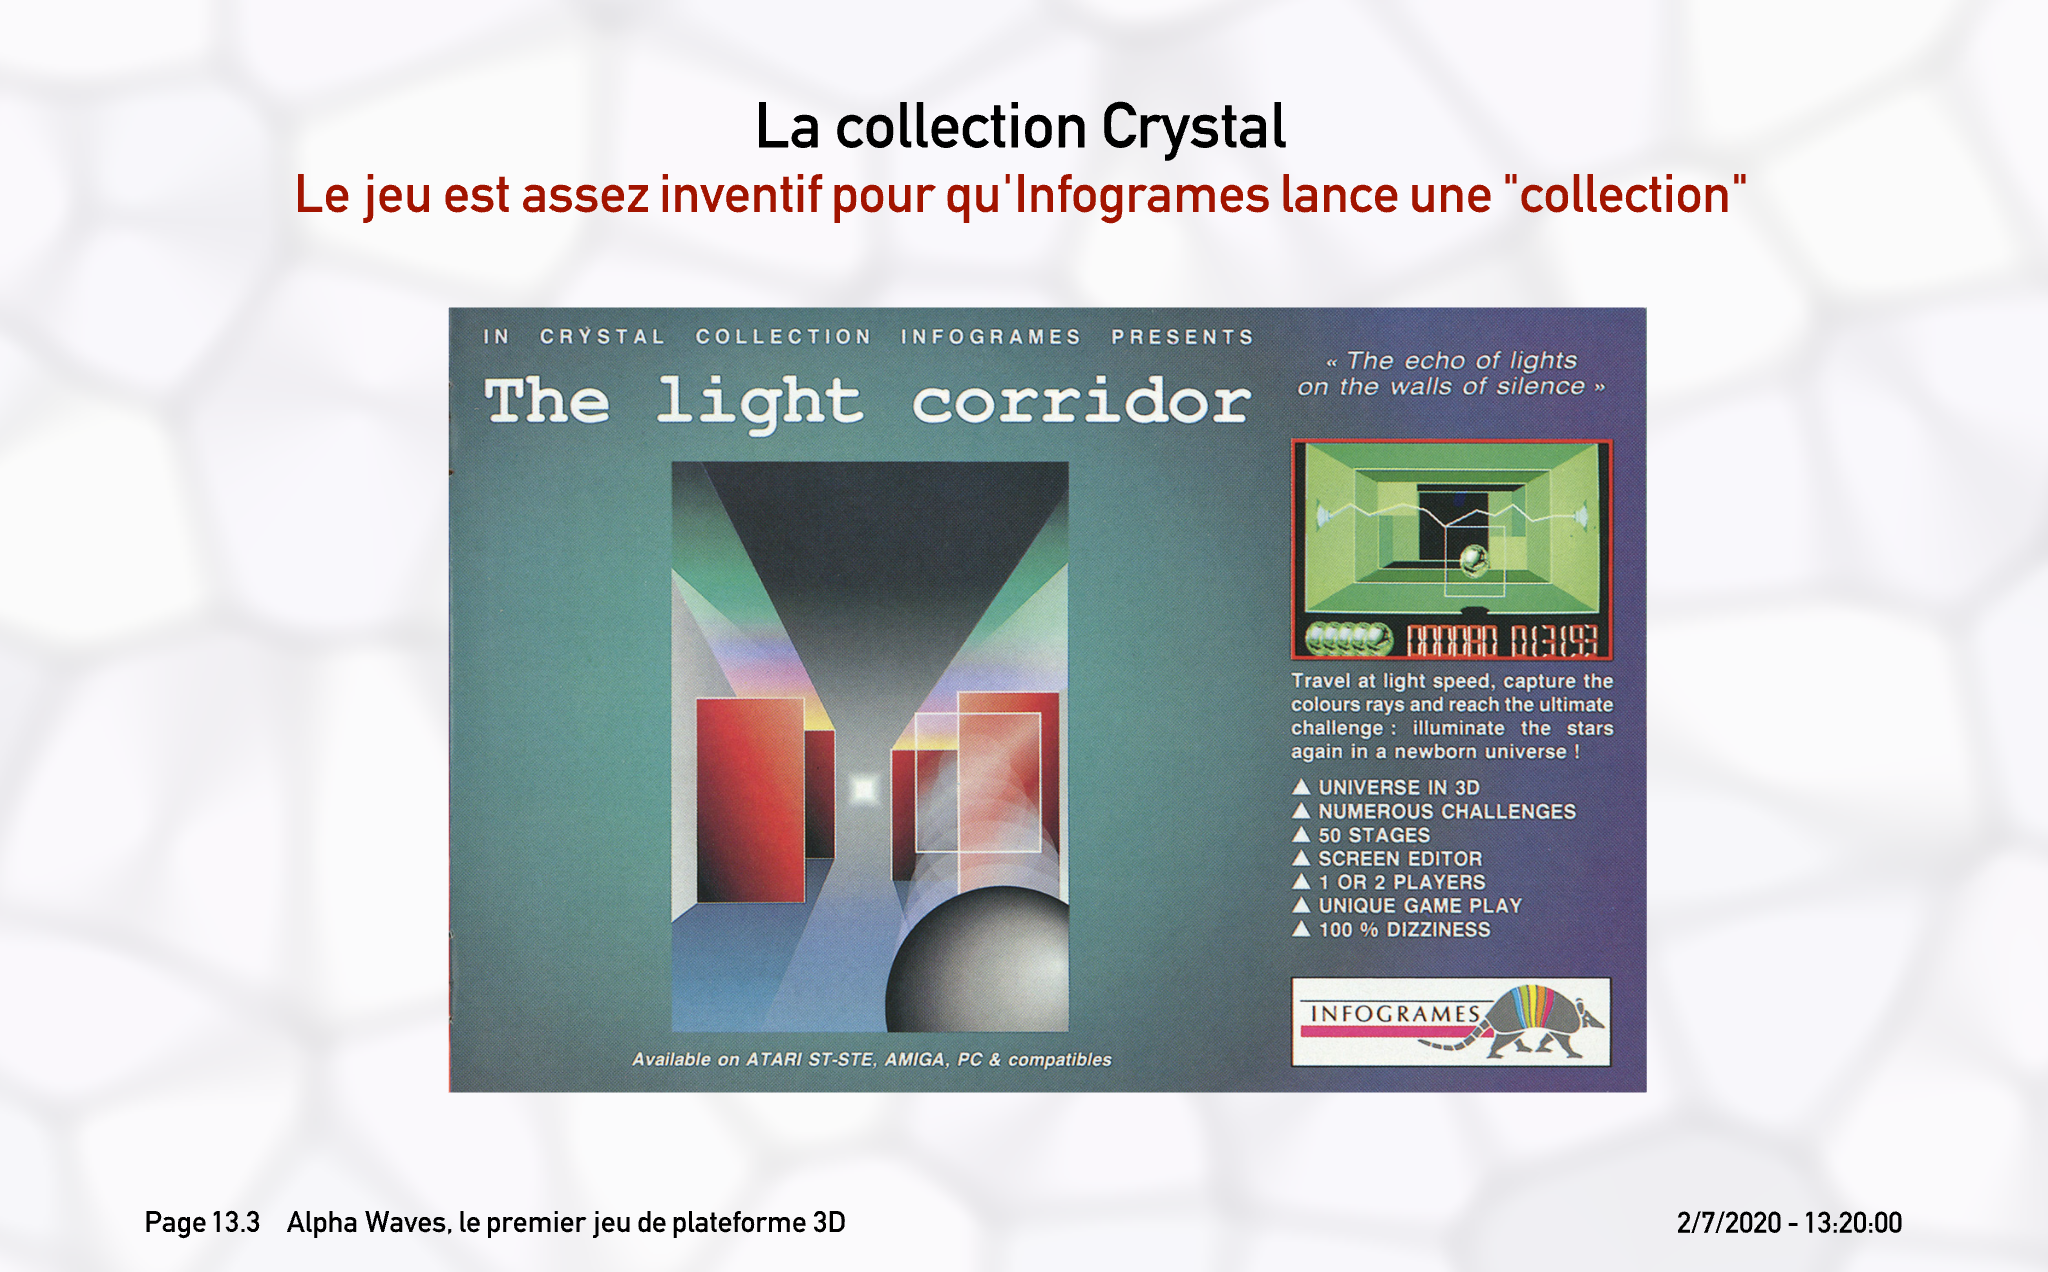 La collection Crystal
Le jeu est assez inventif pour qu'Infogrames lance une "collection"
IN CRYSTAL COLLECTION INFOGRAMES PRESENTS
The light corridor
« The echo of lights
on the walls of silence »
000080 013193
Travel at light speed, capture the
colours rays and reach the ultimate
challenge : illuminate the stars
again in a newborn universe !
▲ UNIVERSE IN 3D
▲ NUMEROUS CHALLENGES
▲ 50 STAGES
▲ SCREEN EDITOR
▲ 1 OR 2 PLAYERS
▲ UNIQUE GAME PLAY
▲ 100 % DIZZINESS
INFOGRAMES
Available on ATARI ST-STE, AMIGA, PC & compatibles
Page 13.3 Alpha Waves, le premier jeu de plateforme 3D
2/7/2020 - 13:20:00